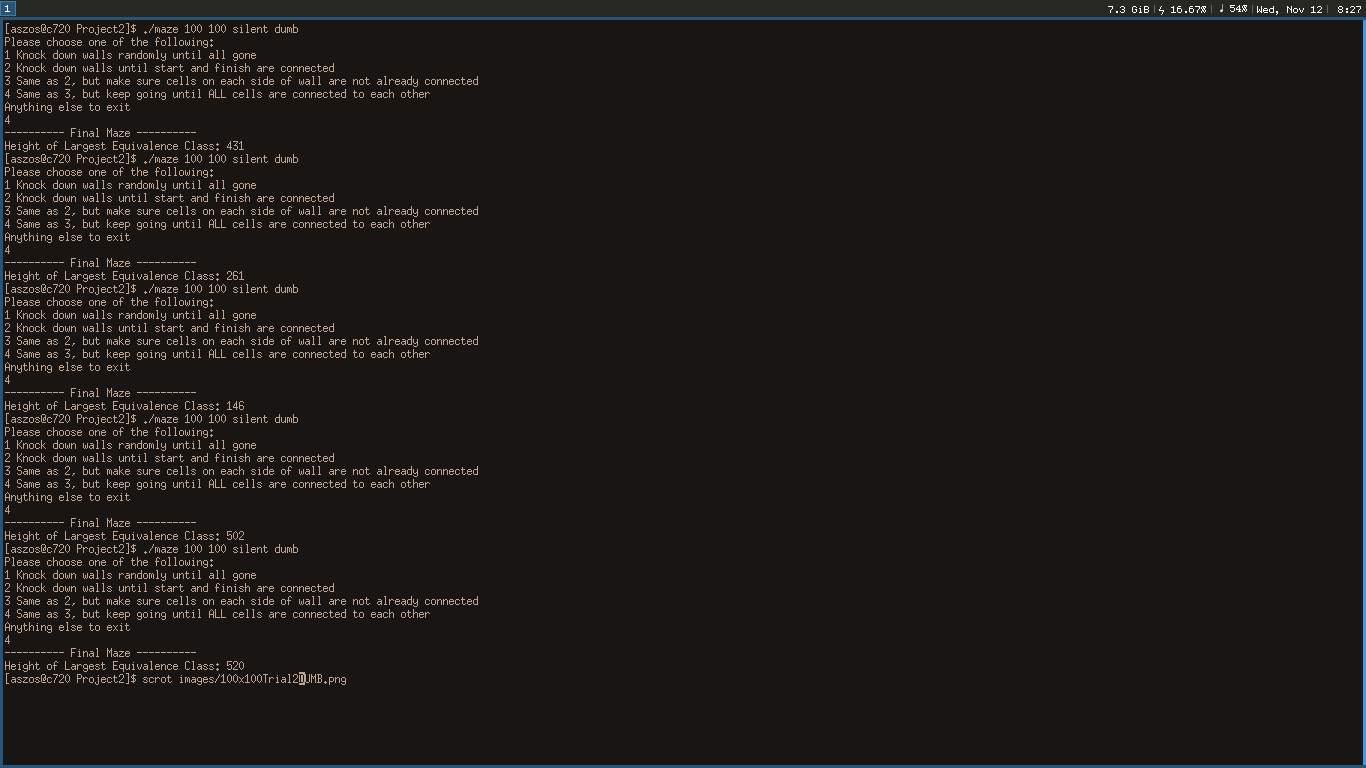 1 7.3 GiB | ϟ 16.67% | ♩ 54% | Wed, Nov 12 | 8:27
[aszos@c720 Project2]$ ./maze 100 100 silent dumb
Please choose one of the following:
1 Knock down walls randomly until all gone
2 Knock down walls until start and finish are connected
3 Same as 2, but make sure cells on each side of wall are not already connected
4 Same as 3, but keep going until ALL cells are connected to each other
Anything else to exit
4
---------- Final Maze ----------
Height of Largest Equivalence Class: 431
[aszos@c720 Project2]$ ./maze 100 100 silent dumb
Please choose one of the following:
1 Knock down walls randomly until all gone
2 Knock down walls until start and finish are connected
3 Same as 2, but make sure cells on each side of wall are not already connected
4 Same as 3, but keep going until ALL cells are connected to each other
Anything else to exit
4
---------- Final Maze ----------
Height of Largest Equivalence Class: 261
[aszos@c720 Project2]$ ./maze 100 100 silent dumb
Please choose one of the following:
1 Knock down walls randomly until all gone
2 Knock down walls until start and finish are connected
3 Same as 2, but make sure cells on each side of wall are not already connected
4 Same as 3, but keep going until ALL cells are connected to each other
Anything else to exit
4
---------- Final Maze ----------
Height of Largest Equivalence Class: 146
[aszos@c720 Project2]$ ./maze 100 100 silent dumb
Please choose one of the following:
1 Knock down walls randomly until all gone
2 Knock down walls until start and finish are connected
3 Same as 2, but make sure cells on each side of wall are not already connected
4 Same as 3, but keep going until ALL cells are connected to each other
Anything else to exit
4
---------- Final Maze ----------
Height of Largest Equivalence Class: 502
[aszos@c720 Project2]$ ./maze 100 100 silent dumb
Please choose one of the following:
1 Knock down walls randomly until all gone
2 Knock down walls until start and finish are connected
3 Same as 2, but make sure cells on each side of wall are not already connected
4 Same as 3, but keep going until ALL cells are connected to each other
Anything else to exit
4
---------- Final Maze ----------
Height of Largest Equivalence Class: 520
[aszos@c720 Project2]$ scrot images/100x100Trial2DUMB.png